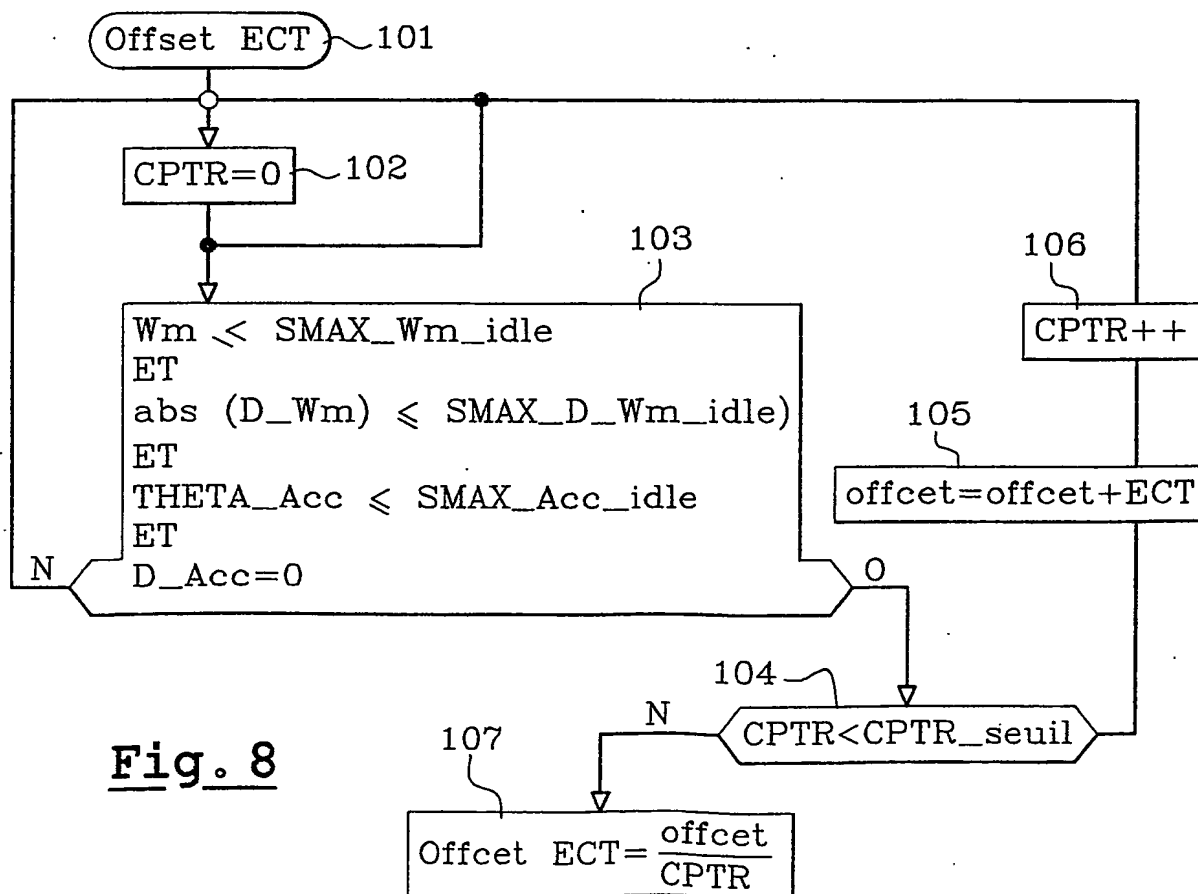 Offset ECT
101
CPTR=0
102
103
Wm ⩽ SMAX_Wm_idle
ET
abs (D_Wm) ⩽ SMAX_D_Wm_idle)
ET
THETA_Acc ⩽ SMAX_Acc_idle
ET
D_Acc=0
N
O
106
CPTR++
105
offcet=offcet+ECT
104
CPTR<CPTR_seuil
N
107
Offcet ECT=offcet/CPTR
Fig. 8